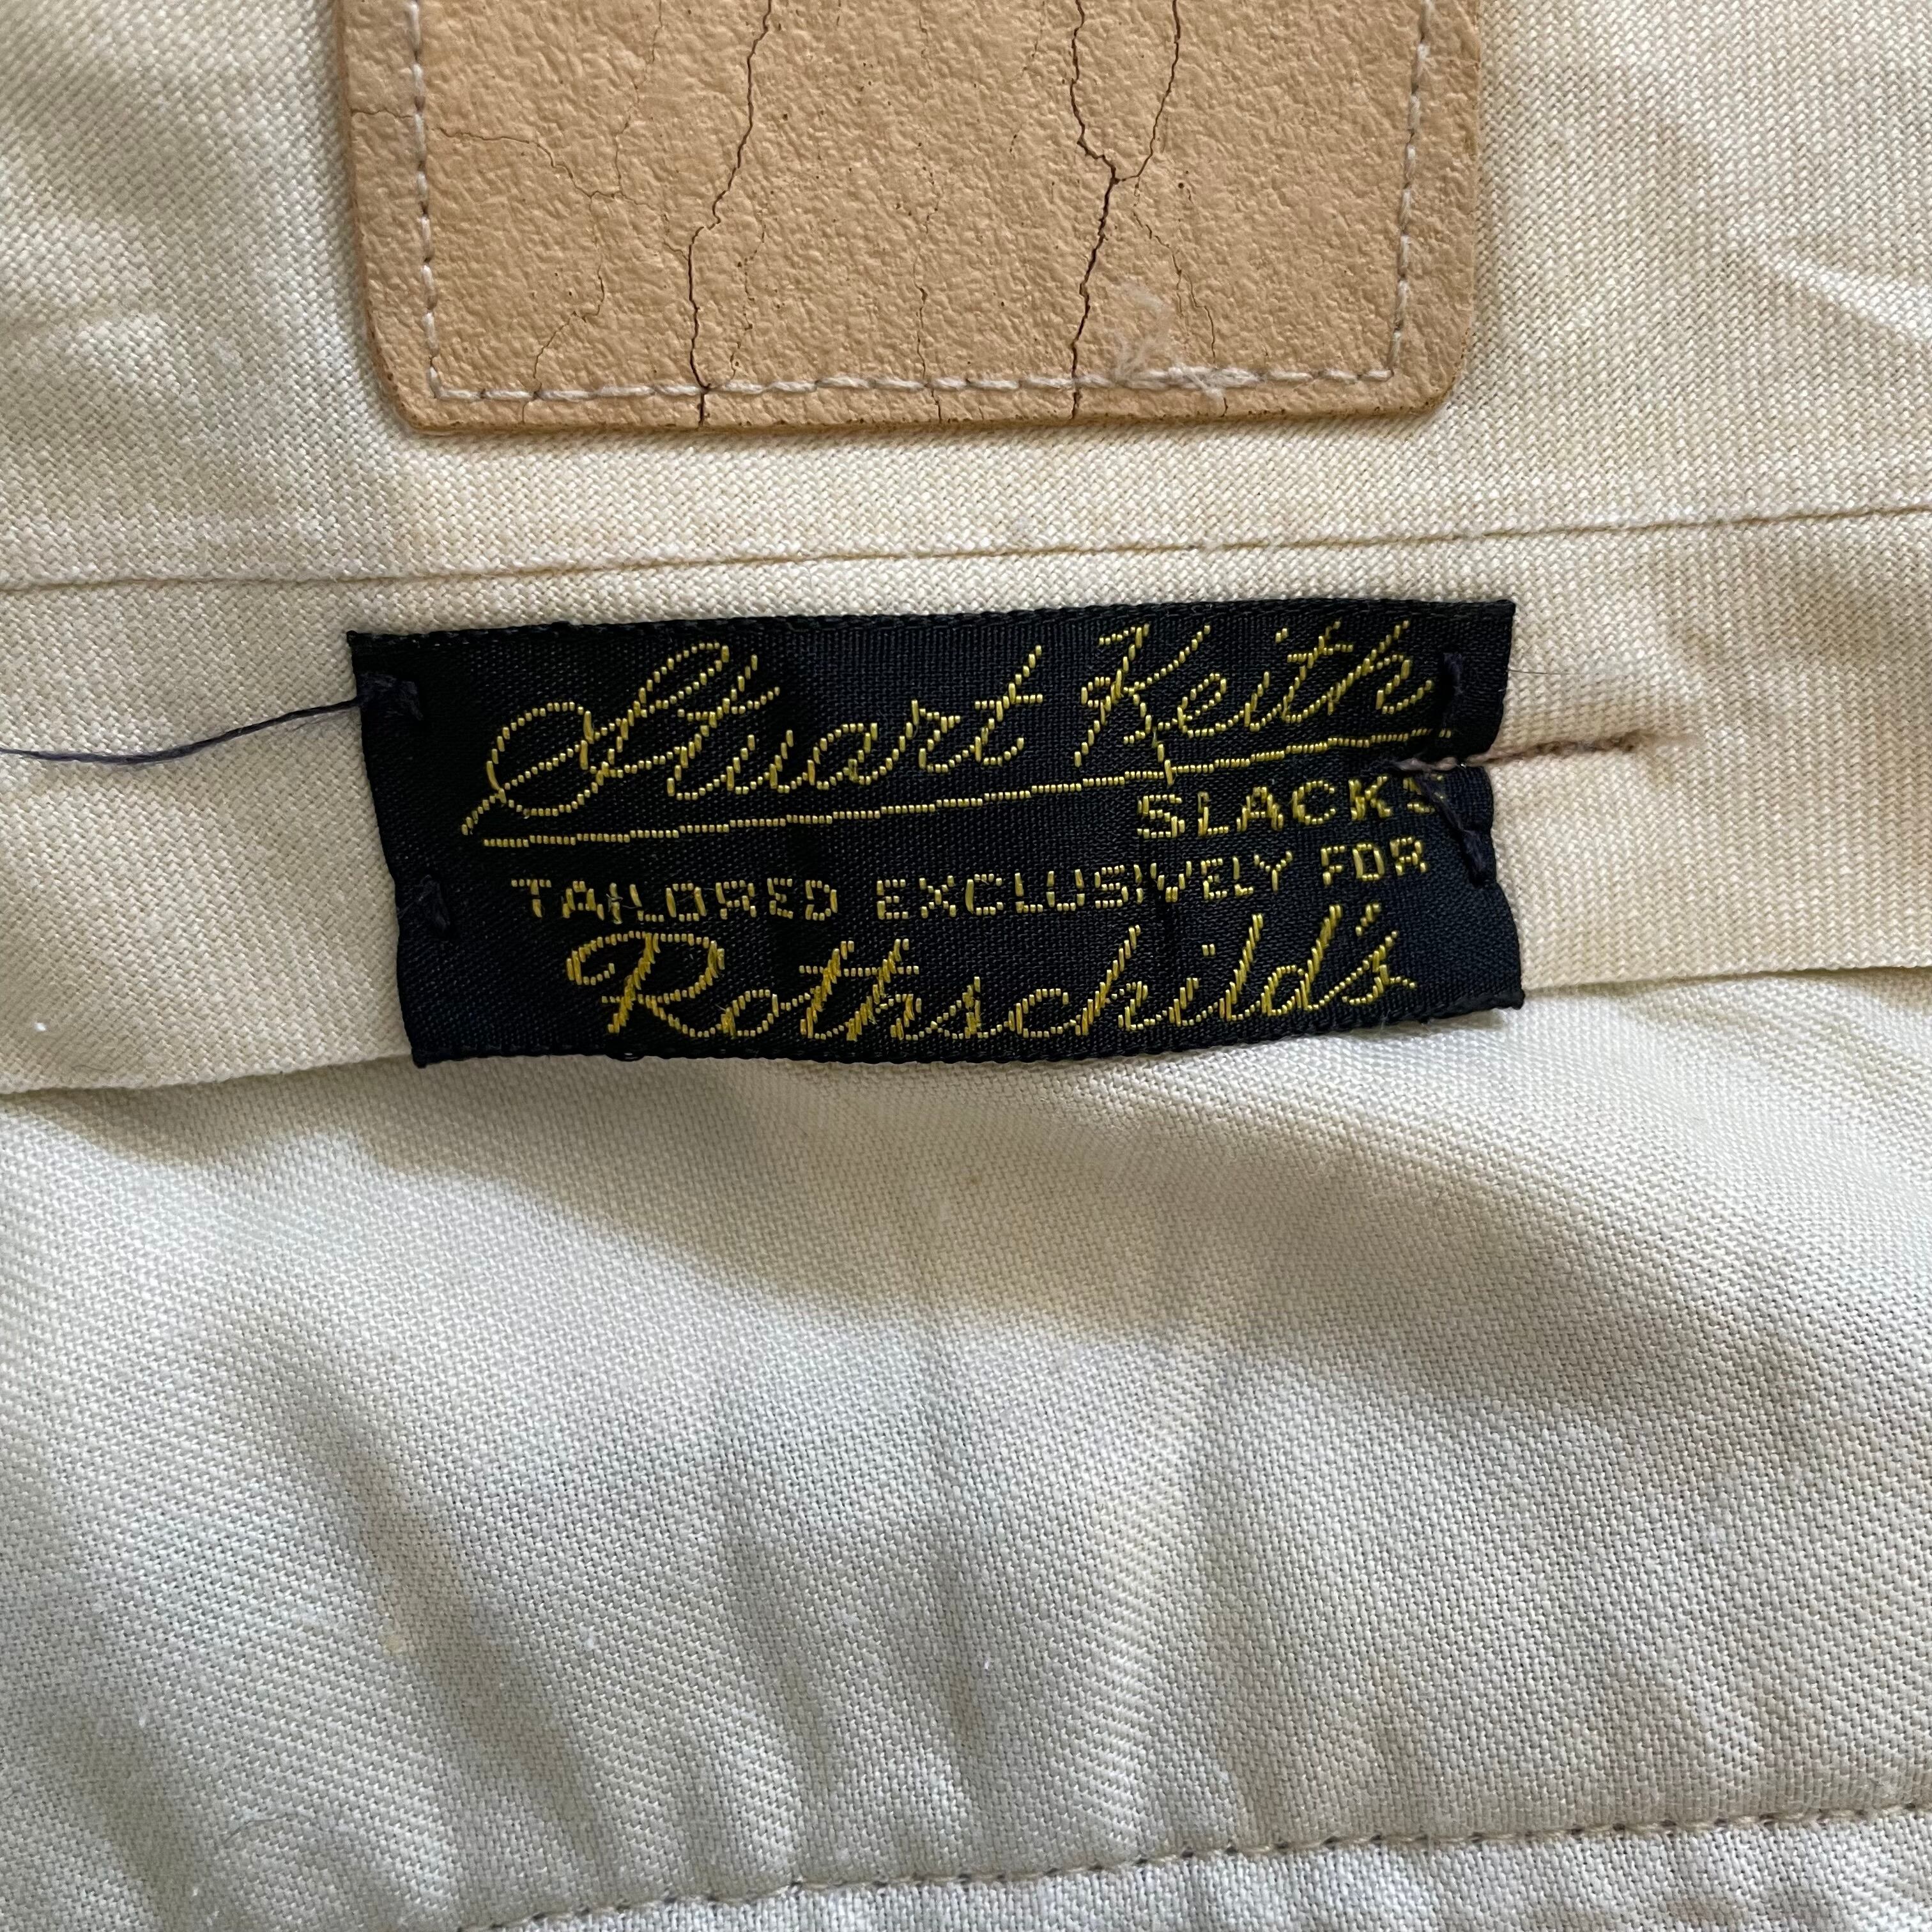 Stuart Keith
SLACKS
TAILORED EXCLUSIVELY FOR
Rothschild's